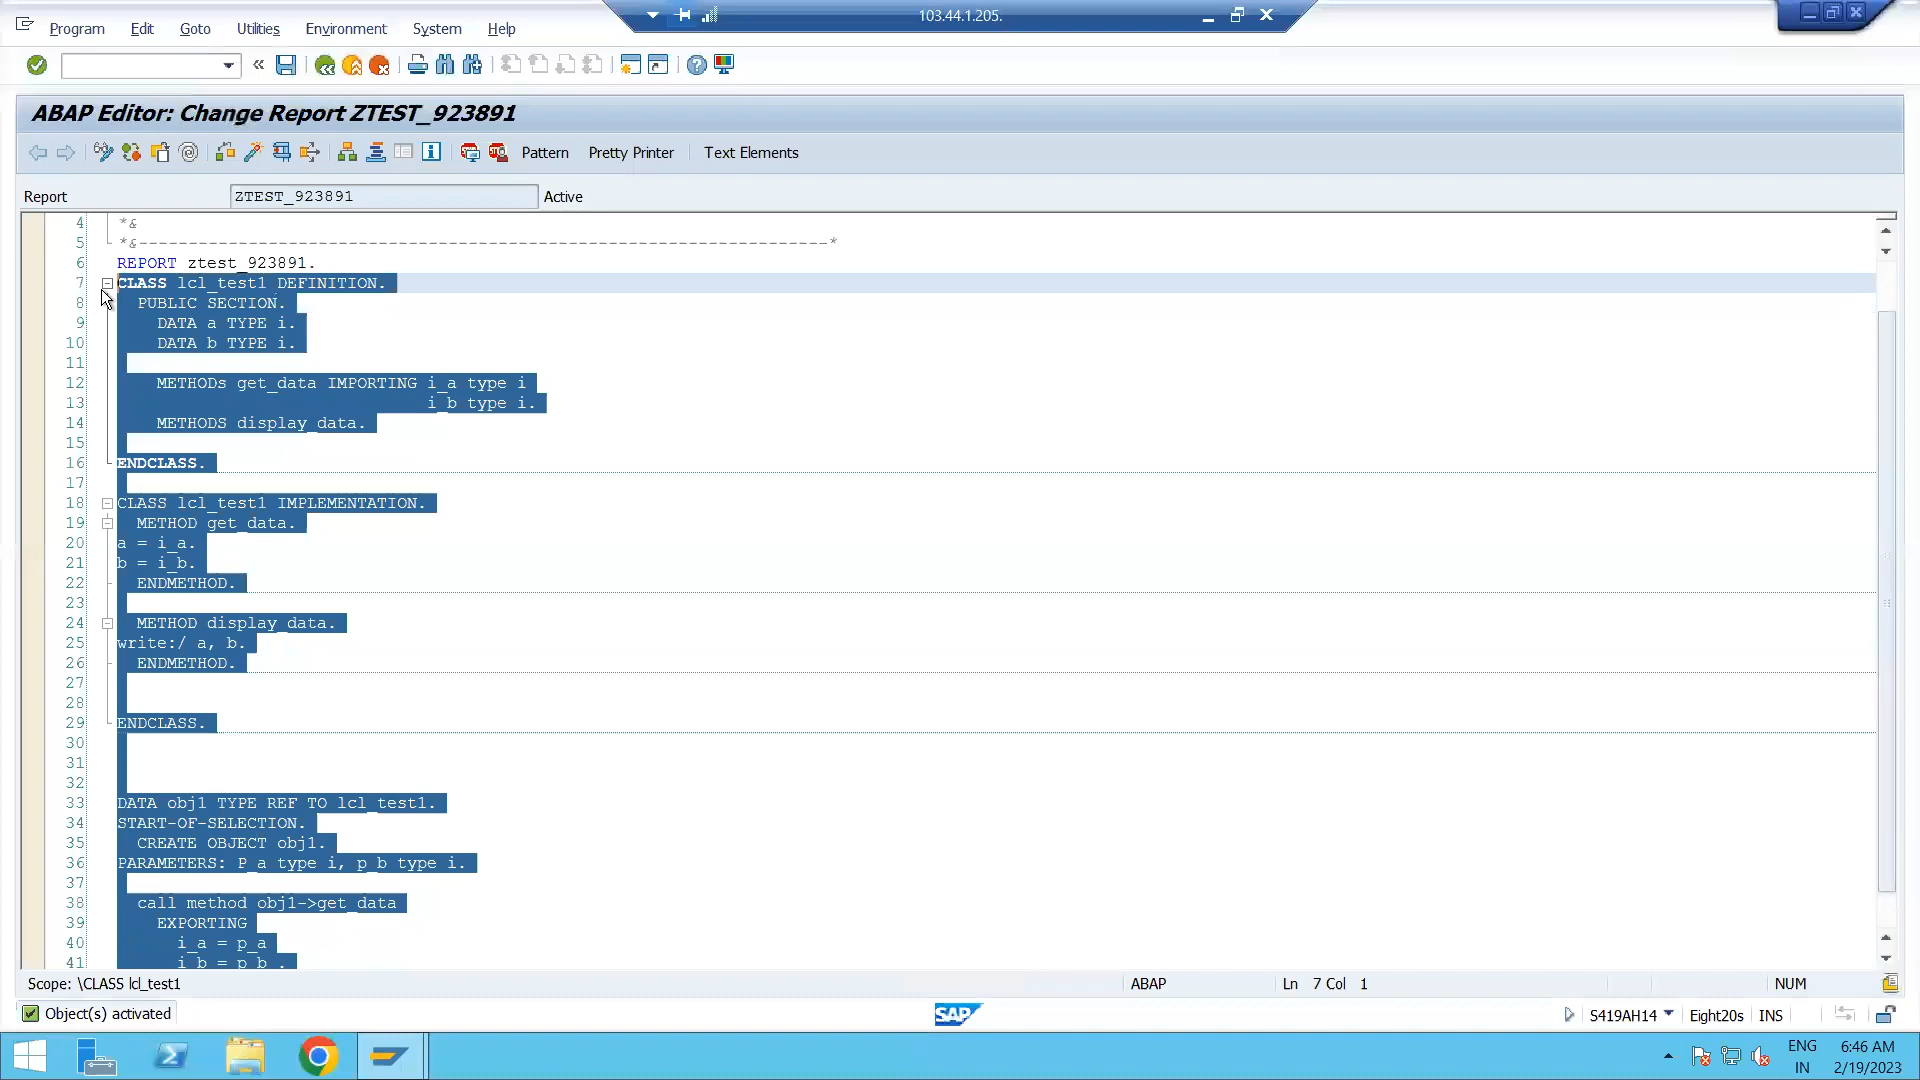 103.44.1.205.
Program Edit Goto Utilities Environment System Help
ABAP Editor: Change Report ZTEST_923891
Pattern Pretty Printer Text Elements
Report ZTEST_923891 Active
4 *&
5 *&---------------------------------------------------------------------*
6 REPORT ztest_923891.
7 CLASS lcl_test1 DEFINITION.
8 PUBLIC SECTION.
9 DATA a TYPE i.
10 DATA b TYPE i.
11
12 METHODs get_data IMPORTING i_a type i
13 i_b type i.
14 METHODS display_data.
15
16 ENDCLASS.
17
18 CLASS lcl_test1 IMPLEMENTATION.
19 METHOD get_data.
20 a = i_a.
21 b = i_b.
22 ENDMETHOD.
23
24 METHOD display_data.
25 write:/ a, b.
26 ENDMETHOD.
27
28
29 ENDCLASS.
30
31
32
33 DATA obj1 TYPE REF TO lcl_test1.
34 START-OF-SELECTION.
35 CREATE OBJECT obj1.
36 PARAMETERS: P_a type i, p_b type i.
37
38 call method obj1->get_data
39 EXPORTING
40 i_a = p_a
41 i_b = p_b .
Scope: \CLASS lcl_test1 ABAP Ln 7 Col 1 NUM
Object(s) activated SAP S419AH14 Eight20s INS
ENG 6:46 AM
IN 2/19/2023